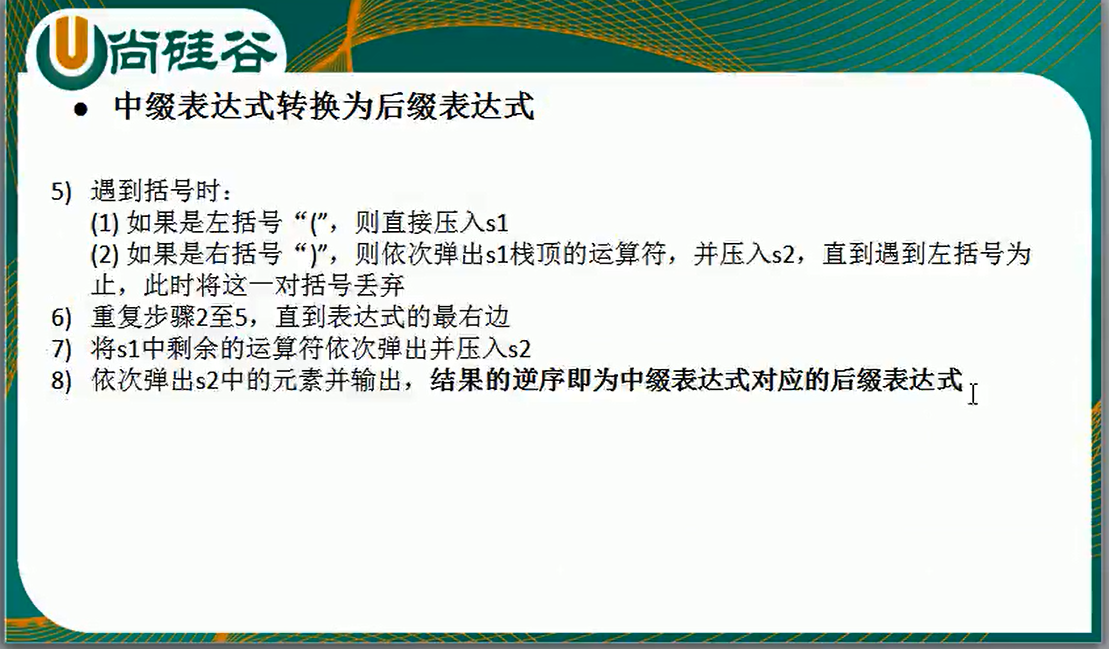 尚硅谷
● 中缀表达式转换为后缀表达式
5) 遇到括号时：
(1) 如果是左括号“(”，则直接压入s1
(2) 如果是右括号“)”，则依次弹出s1栈顶的运算符，并压入s2，直到遇到左括号为
止，此时将这一对括号丢弃
6) 重复步骤2至5，直到表达式的最右边
7) 将s1中剩余的运算符依次弹出并压入s2
8) 依次弹出s2中的元素并输出，结果的逆序即为中缀表达式对应的后缀表达式